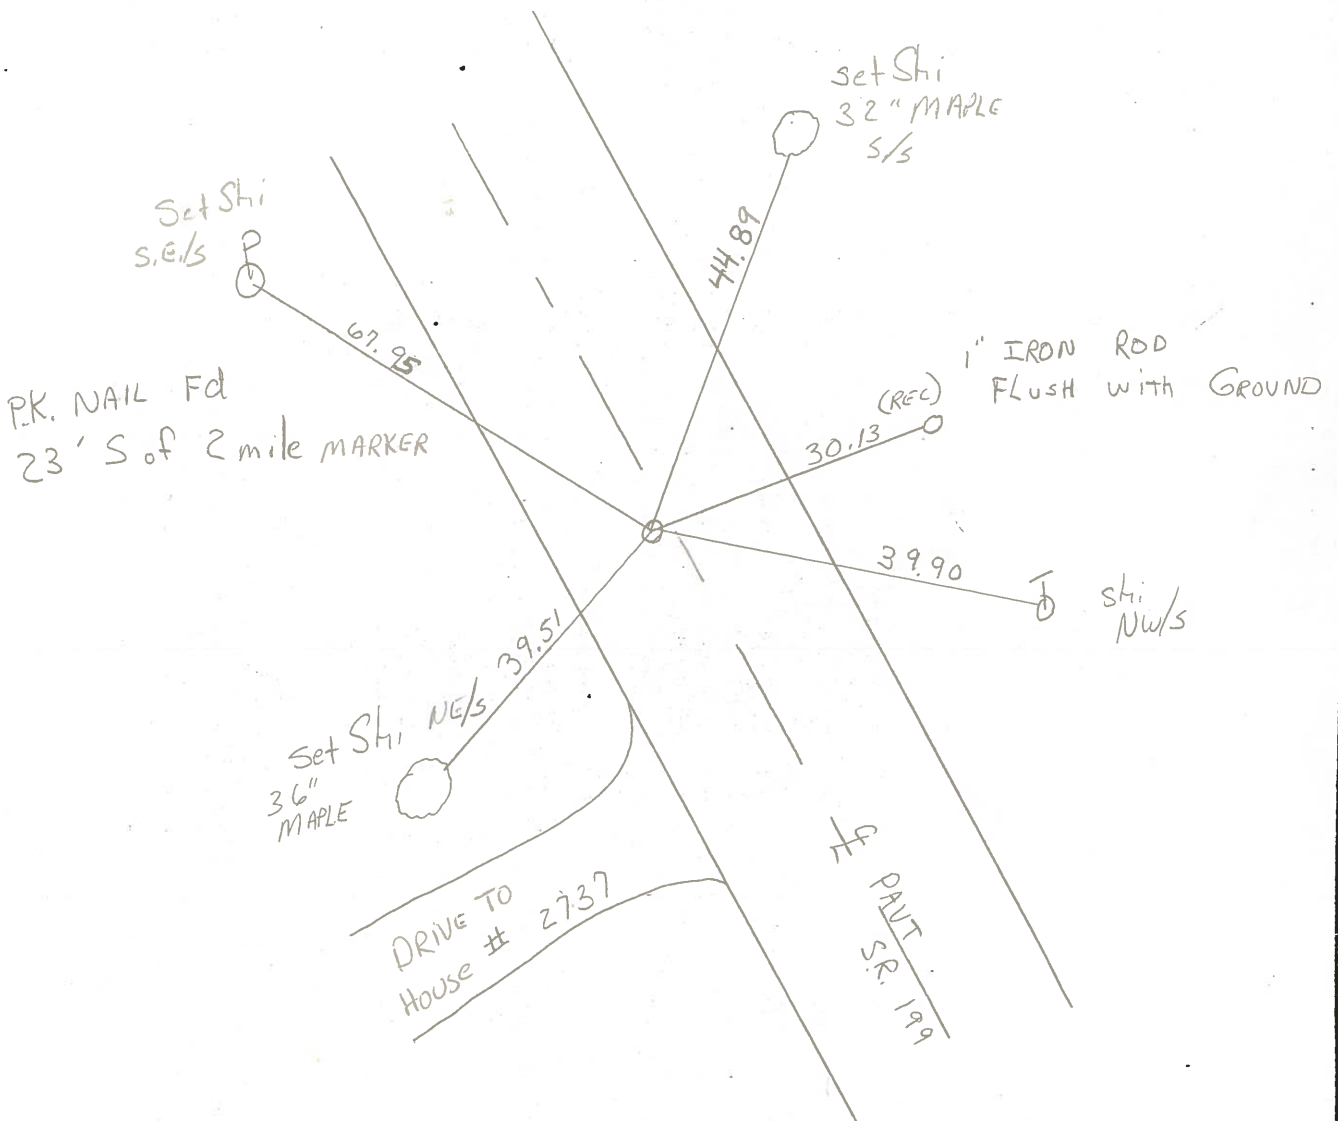 set Shi
32" MAPLE
S/S
Set Shi
S.E./S
P
44.89
67.95
1" IRON ROD
FLUSH with GROUND
(REC)
30.13
P.K. NAIL Fd
23' S of 2 mile MARKER
39.90
T
shi
NW/S
39.51
Set Shi NE/S
36"
MAPLE
DRIVE TO
HOUSE # 2737
PAVT
S.R. 199